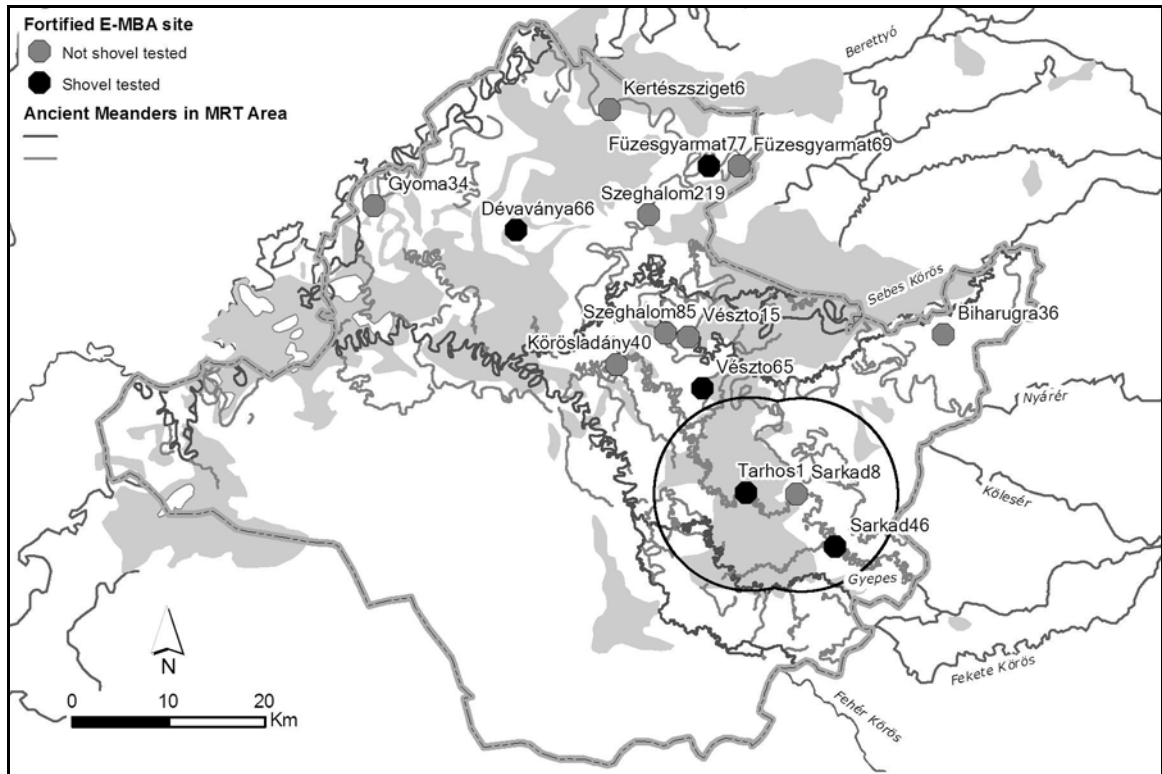 Fortified E-MBA site
Not shovel tested
Shovel tested
Ancient Meanders in MRT Area
Berettyó
Kertészsziget6
Füzesgyarmat77
Füzesgyarmat69
Gyoma34
Szeghalom219
Dévaványa66
Sebes Körös
Szeghalom85
Vészto15
Biharugra36
Körösladány40
Vészto65
Nyárér
Tarhos1
Sarkad8
Kölesér
Sarkad46
Gyepes
N
Fekete Körös
Fehér Körös
0 10 20
Km